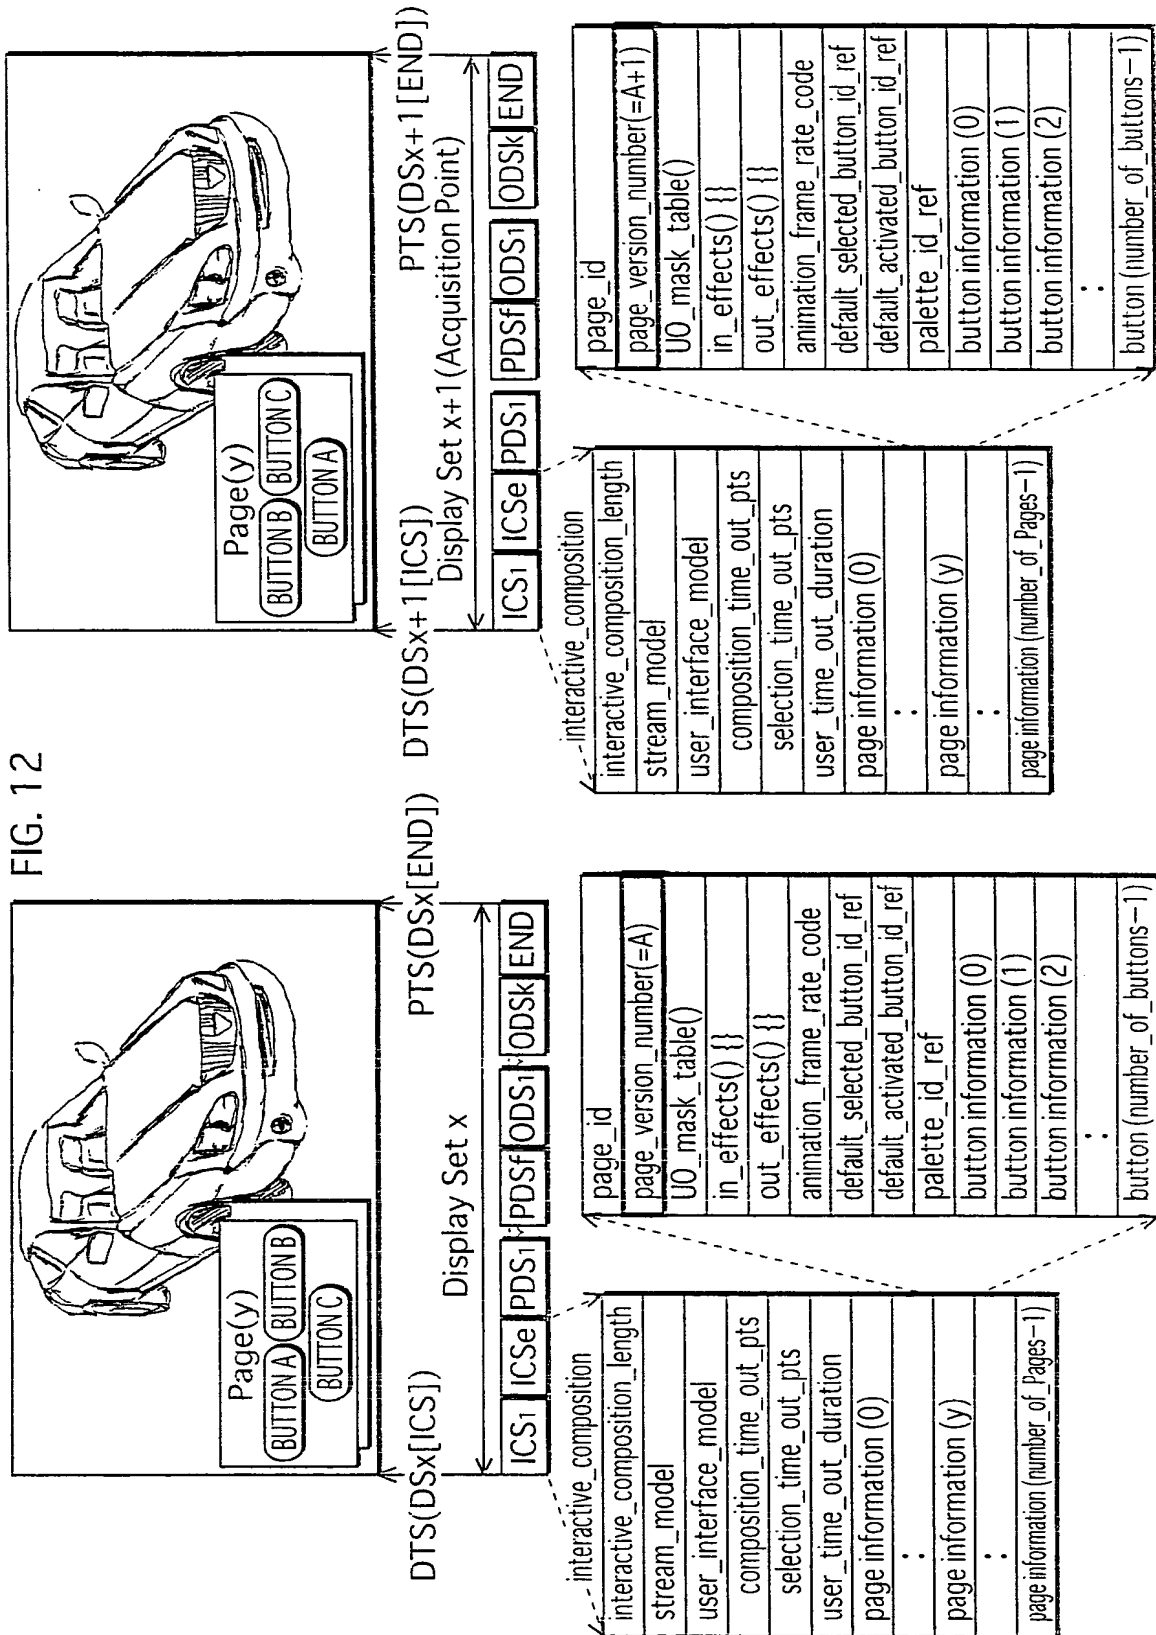 FIG. 12
Page(y)
BUTTON A BUTTON B
BUTTON C
DTS(DSx[ICS])
PTS(DSx[END])
Display Set x
ICS1 ICSe PDS1 PDSf ODS1 ODSk END
interactive_composition
interactive_composition_length
stream_model
user_interface_model
composition_time_out_pts
selection_time_out_pts
user_time_out_duration
page information (0)
:
page information (y)
:
page information (number_of_Pages-1)
page_id
page_version_number(=A)
UO_mask_table()
in_effects() {}
out_effects() {}
animation_frame_rate_code
default_selected_button_id_ref
default_activated_button_id_ref
palette_id_ref
button information (0)
button information (1)
button information (2)
:
button (number_of_buttons-1)
Page(y)
BUTTON B BUTTON C
BUTTON A
DTS(DSx+1[ICS])
PTS(DSx+1[END])
Display Set x+1(Acquisition Point)
ICS1 ICSe PDS1 PDSf ODS1 ODSk END
interactive_composition
interactive_composition_length
stream_model
user_interface_model
composition_time_out_pts
selection_time_out_pts
user_time_out_duration
page information (0)
:
page information (y)
:
page information (number_of_Pages-1)
page_id
page_version_number(=A+1)
UO_mask_table()
in_effects() {}
out_effects() {}
animation_frame_rate_code
default_selected_button_id_ref
default_activated_button_id_ref
palette_id_ref
button information (0)
button information (1)
button information (2)
:
button (number_of_buttons-1)